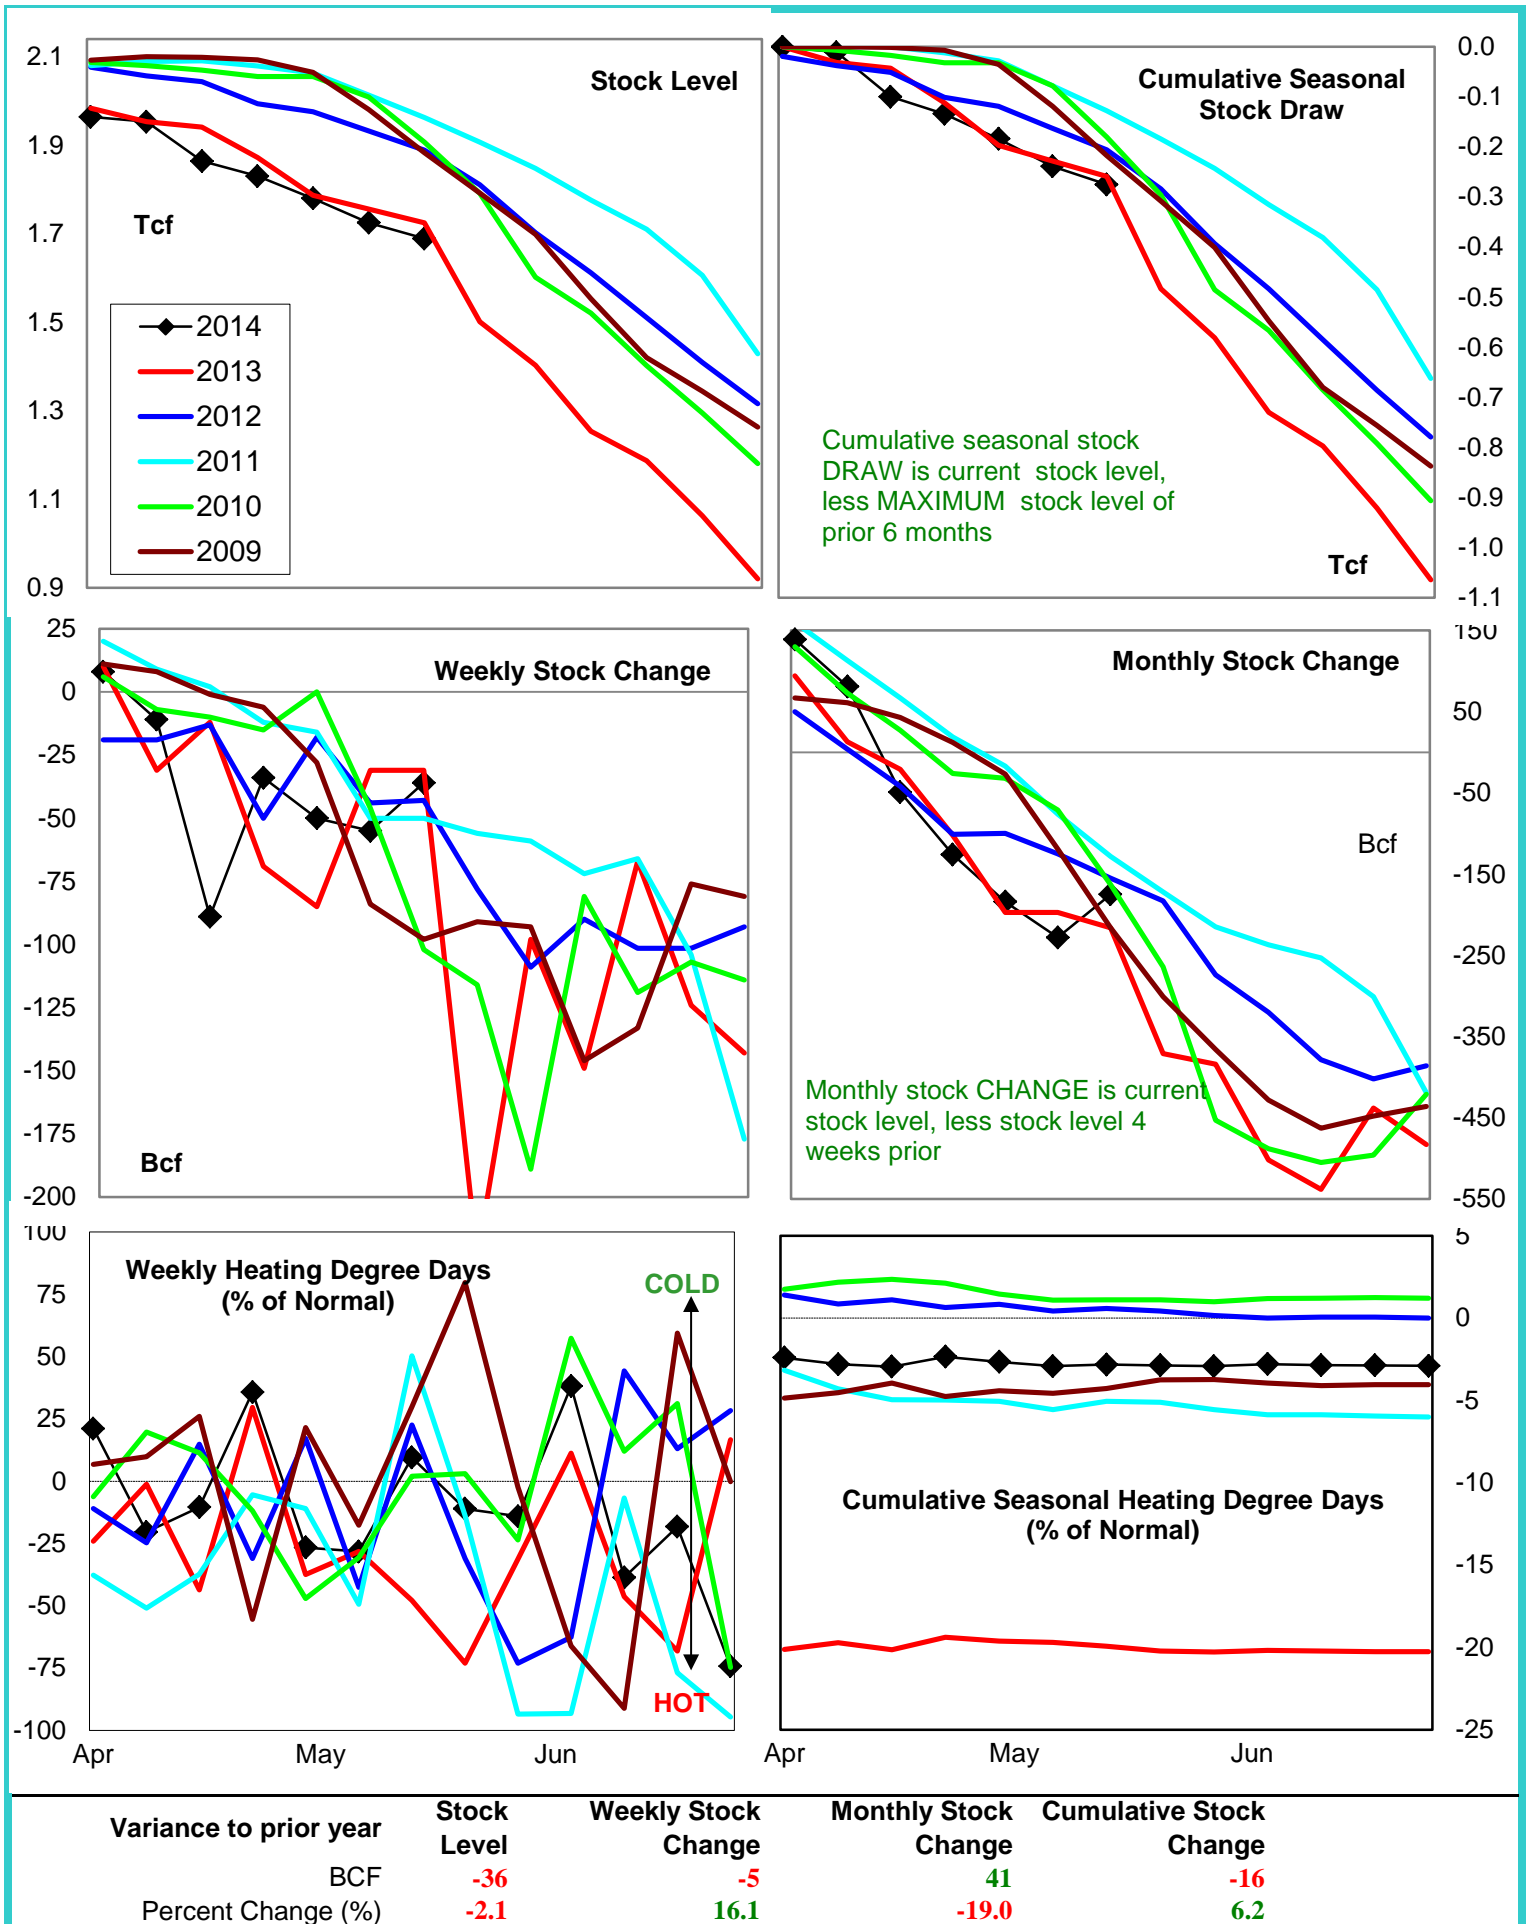 2.1
1.9
1.7
1.5
1.3
1.1
0.9
Stock Level
Tcf
2014
2013
2012
2011
2010
2009
0.0
-0.1
-0.2
-0.3
-0.4
-0.5
-0.6
-0.7
-0.8
-0.9
-1.0
-1.1
Cumulative Seasonal
Stock Draw
Cumulative seasonal stock
DRAW is current stock level,
less MAXIMUM stock level of
prior 6 months
Tcf
25
0
-25
-50
-75
-100
-125
-150
-175
-200
Weekly Stock Change
Bcf
150
50
-50
-150
-250
-350
-450
-550
Monthly Stock Change
Bcf
Monthly stock CHANGE is current
stock level, less stock level 4
weeks prior
100
75
50
25
0
-25
-50
-75
-100
Weekly Heating Degree Days
(% of Normal)
COLD
HOT
Apr May Jun
5
0
-5
-10
-15
-20
-25
Cumulative Seasonal Heating Degree Days
(% of Normal)
Apr May Jun
Variance to prior year
Stock
Level
Weekly Stock
Change
Monthly Stock
Change
Cumulative Stock
Change
BCF -36 -5 41 -16
Percent Change (%) -2.1 16.1 -19.0 6.2